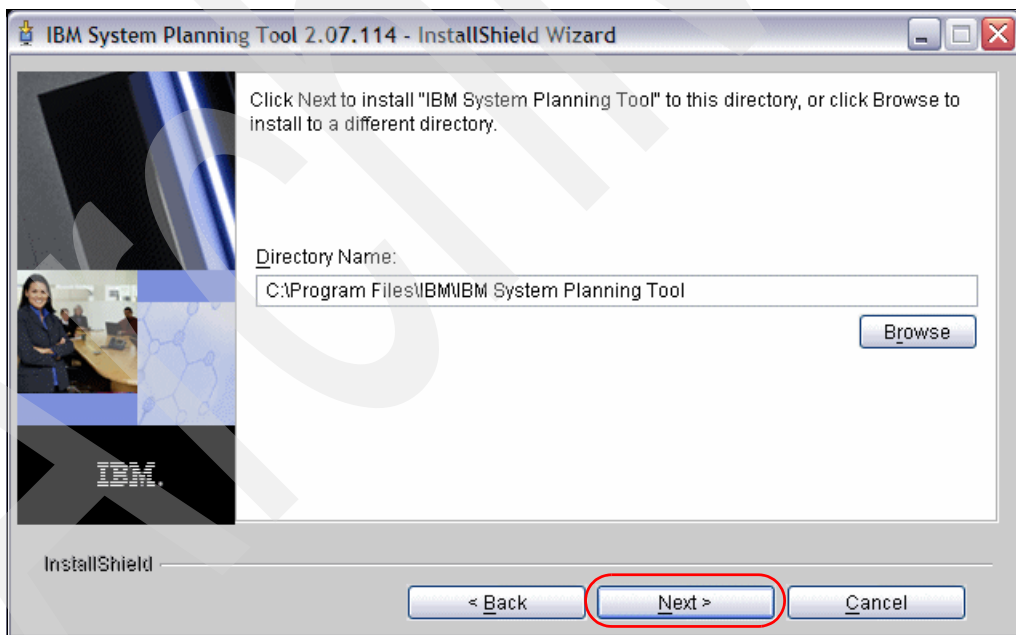 IBM System Planning Tool 2.07.114 - InstallShield Wizard
Click Next to install "IBM System Planning Tool" to this directory, or click Browse to
install to a different directory.
Directory Name:
C:\Program Files\IBM\IBM System Planning Tool
Browse
IBM.
InstallShield
< Back
Next >
Cancel